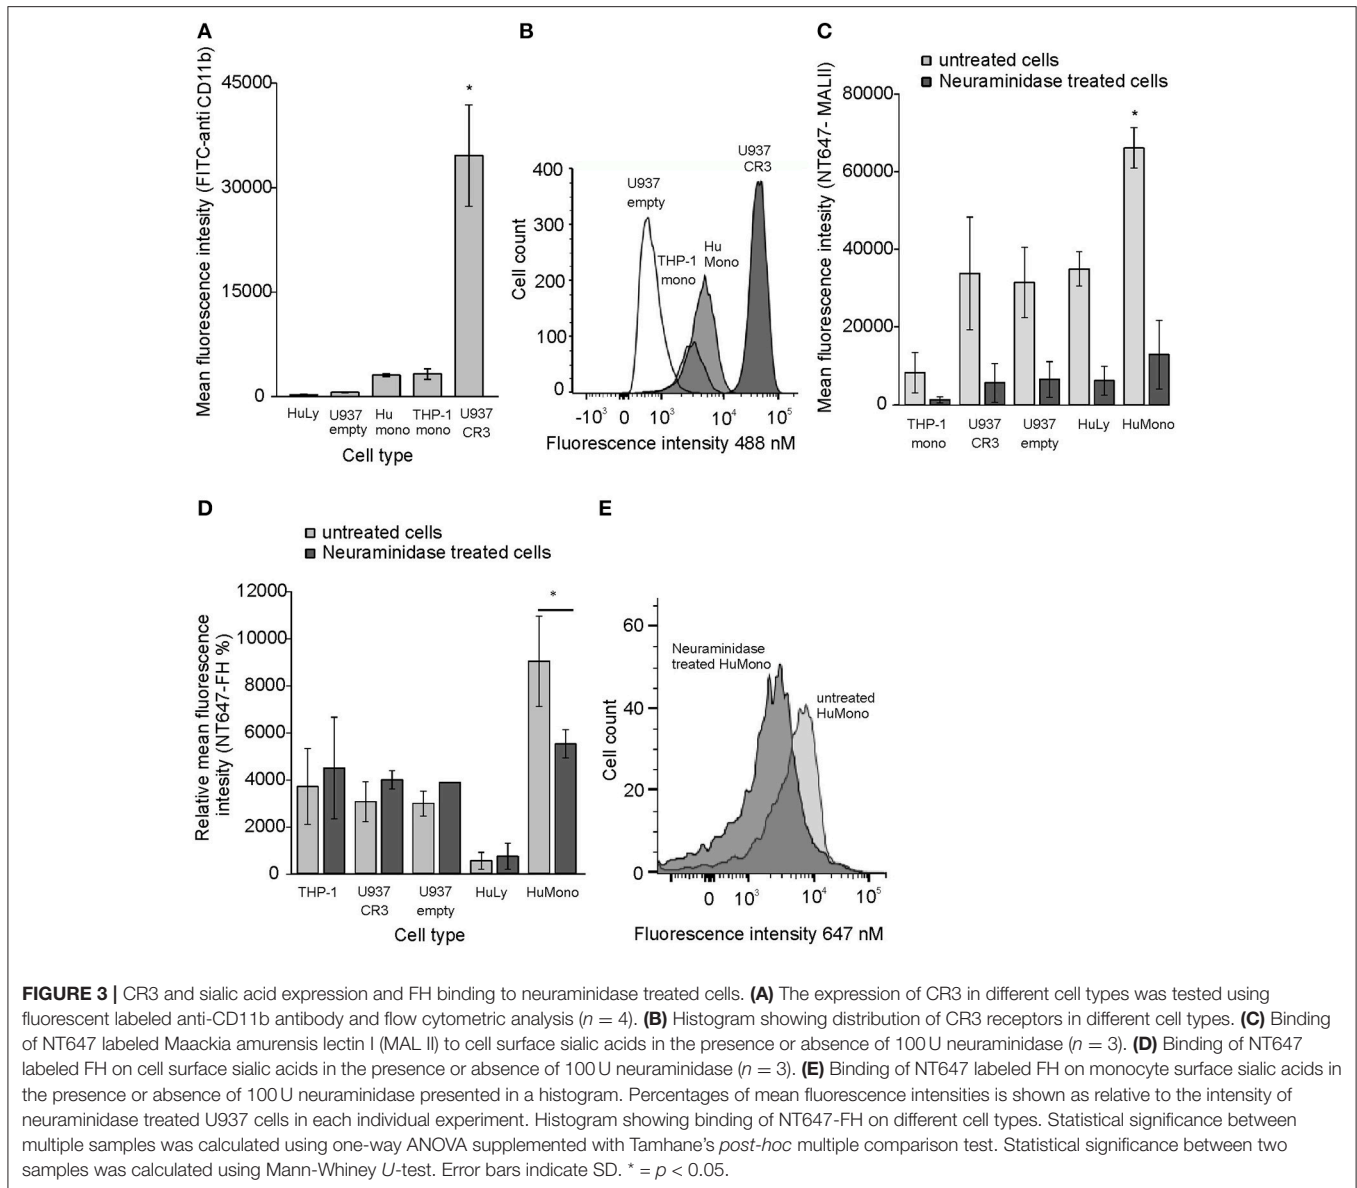 A
Mean fluorescence intesity (FITC-anti CD11b)
45000
30000
15000
0
*
HuLy
U937
empty
Hu
mono
THP-1
mono
U937
CR3
Cell type
B
Cell count
400
300
200
100
0
U937
empty
THP-1
mono
Hu
Mono
U937
CR3
-10³ 0 10³ 10⁴ 10⁵
Fluorescence intensity 488 nM
C
untreated cells
Neuraminidase treated cells
Mean fluorescence intesity (NT647- MALII)
80000
60000
40000
20000
0
*
THP-1
mono
U937
CR3
U937
empty
HuLy
HuMono
D
untreated cells
Neuraminidase treated cells
Relative mean fluorescence
intesity (NT647-FH %)
12000
10000
8000
6000
4000
2000
0
*
THP-1
U937
CR3
U937
empty
HuLy
HuMono
Cell type
E
Cell count
60
40
20
0
Neuraminidase
treated HuMono
untreated
HuMono
0 10³ 10⁴ 10⁵
Fluorescence intensity 647 nM
FIGURE 3 | CR3 and sialic acid expression and FH binding to neuraminidase treated cells. (A) The expression of CR3 in different cell types was tested using
fluorescent labeled anti-CD11b antibody and flow cytometric analysis (n = 4). (B) Histogram showing distribution of CR3 receptors in different cell types. (C) Binding
of NT647 labeled Maackia amurensis lectin I (MAL II) to cell surface sialic acids in the presence or absence of 100 U neuraminidase (n = 3). (D) Binding of NT647
labeled FH on cell surface sialic acids in the presence or absence of 100 U neuraminidase (n = 3). (E) Binding of NT647 labeled FH on monocyte surface sialic acids in
the presence or absence of 100 U neuraminidase presented in a histogram. Percentages of mean fluorescence intensities is shown as relative to the intensity of
neuraminidase treated U937 cells in each individual experiment. Histogram showing binding of NT647-FH on different cell types. Statistical significance between
multiple samples was calculated using one-way ANOVA supplemented with Tamhane's post-hoc multiple comparison test. Statistical significance between two
samples was calculated using Mann-Whiney U-test. Error bars indicate SD. * = p < 0.05.